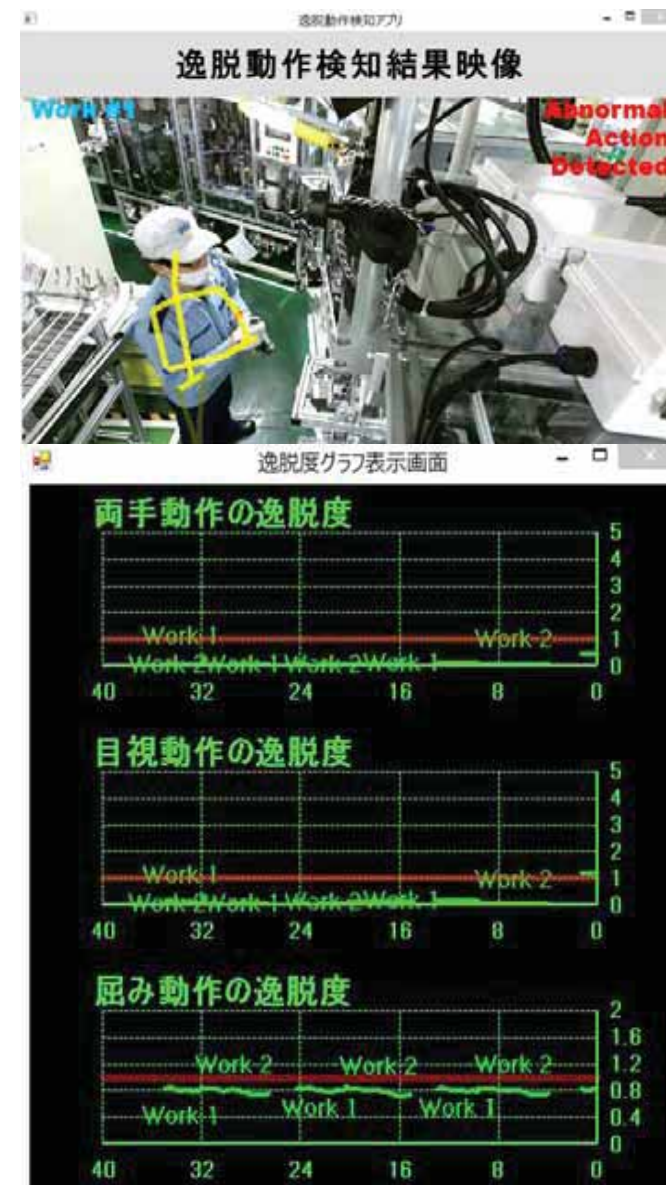 逸脱動作検知アプリ
逸脱動作検知結果映像
Work #1
Abnormal
Action
Detected
逸脱度グラフ表示画面
両手動作の逸脱度
5
4
3
2
1
0
Work 1
Work 2
Work 2 Work 1 Work 2 Work 1
40 32 24 16 8 0
目視動作の逸脱度
5
4
3
2
1
0
Work 1
Work 2
Work 2 Work 1 Work 2 Work 1
40 32 24 16 8 0
屈み動作の逸脱度
2
1.6
1.2
0.8
0.4
0
Work 2 Work 2 Work 2
Work 1 Work 1 Work 1
40 32 24 16 8 0